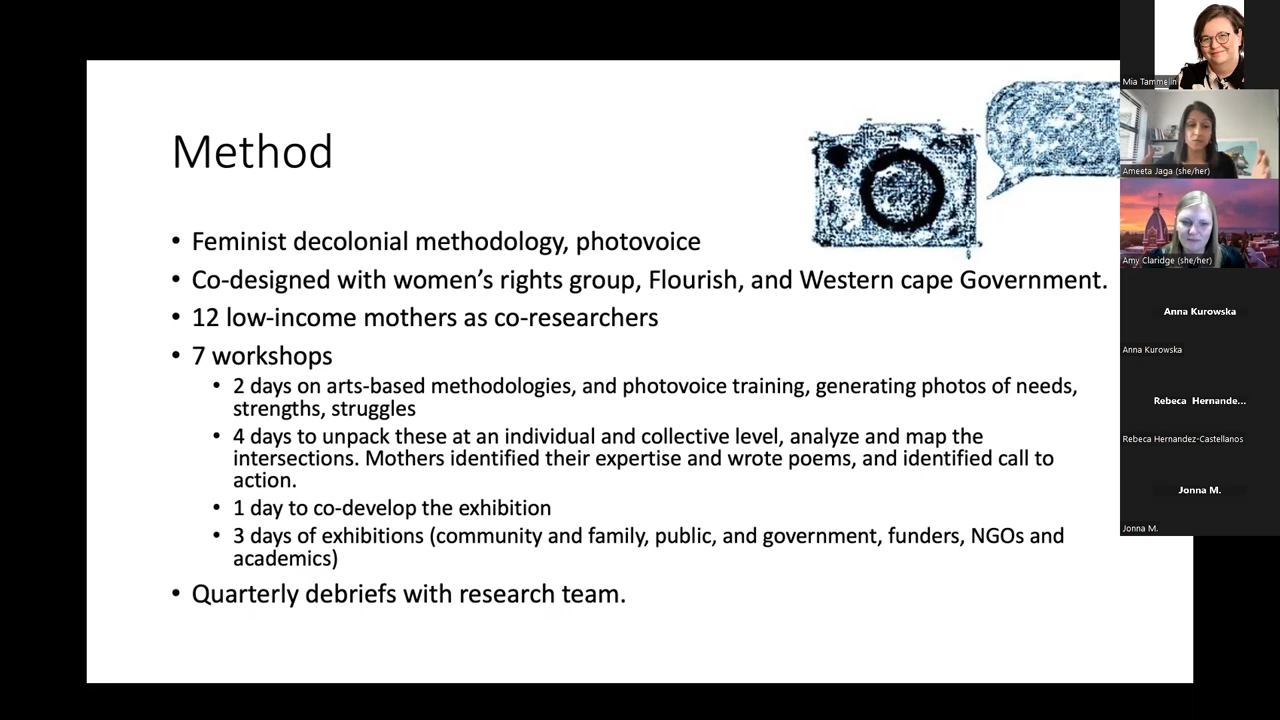 Method
• Feminist decolonial methodology, photovoice
• Co-designed with women's rights group, Flourish, and Western cape Government.
• 12 low-income mothers as co-researchers
• 7 workshops
• 2 days on arts-based methodologies, and photovoice training, generating photos of needs,
strengths, struggles
• 4 days to unpack these at an individual and collective level, analyze and map the
intersections. Mothers identified their expertise and wrote poems, and identified call to
action.
• 1 day to co-develop the exhibition
• 3 days of exhibitions (community and family, public, and government, funders, NGOs and
academics)
• Quarterly debriefs with research team.
Mia Tammelin
Ameeta Jaga (she/her)
Amy Claridge (she/her)
Anna Kurowska
Anna Kurowska
Rebeca Hernande...
Rebeca Hernandez-Castellanos
Jonna M.
Jonna M.